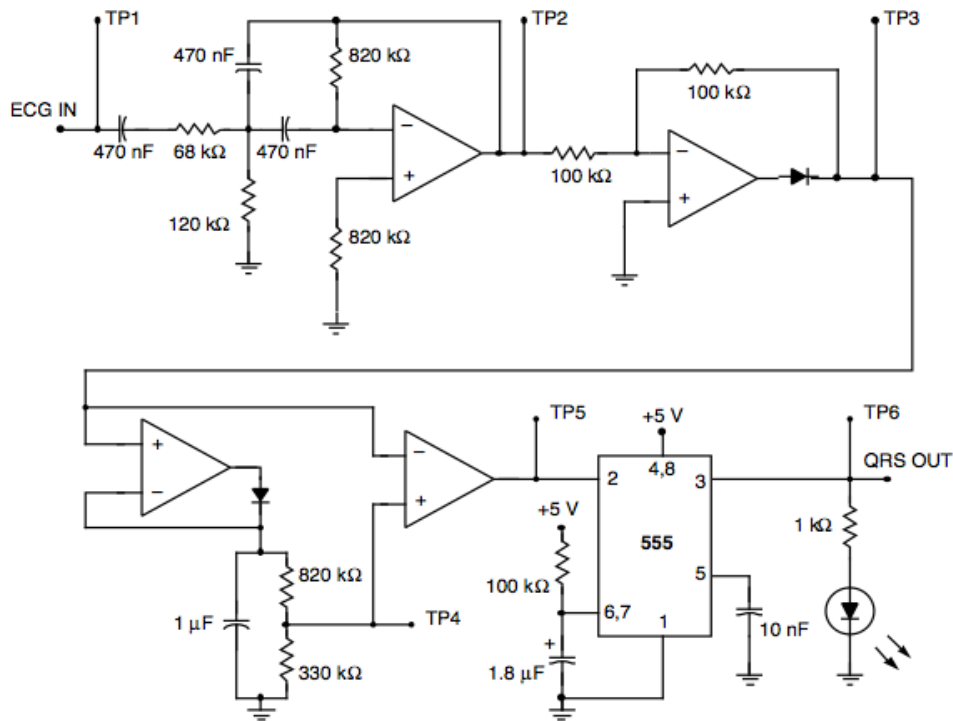 TP1
TP2
TP3
470 nF
820 kΩ
100 kΩ
ECG IN
470 nF
68 kΩ
470 nF
−
+
100 kΩ
−
+
120 kΩ
820 kΩ
TP5
+5 V
TP6
QRS OUT
+
−
−
+
2
4,8
3
+5 V
555
1 kΩ
820 kΩ
100 kΩ
5
1 μF
TP4
6,7
1
10 nF
330 kΩ
+
1.8 μF